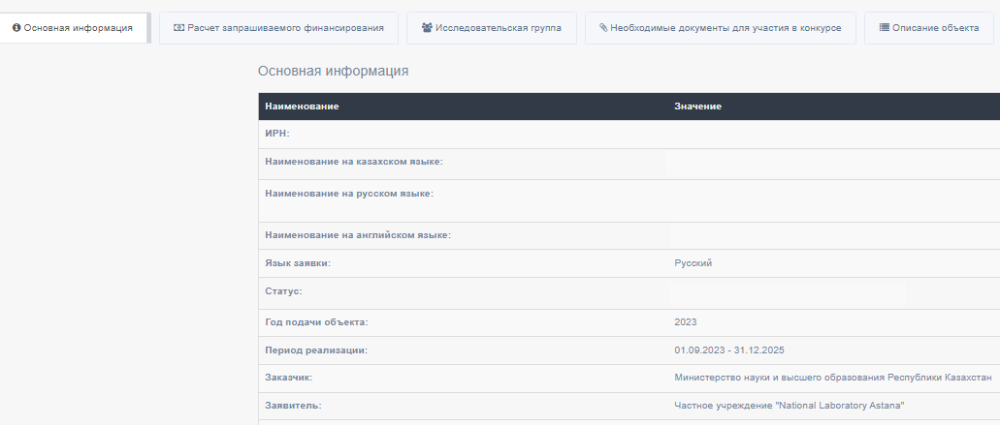 Основная информация
Расчет запрашиваемого финансирования
Исследовательская группа
Необходимые документы для участия в конкурсе
Описание объекта
Основная информация
Наименование Значение
ИРН:
Наименование на казахском языке:
Наименование на русском языке:
Наименование на английском языке:
Язык заявки: Русский
Статус:
Год подачи объекта: 2023
Период реализации: 01.09.2023 - 31.12.2025
Заказчик: Министерство науки и высшего образования Республики Казахстан
Заявитель: Частное учреждение "National Laboratory Astana"